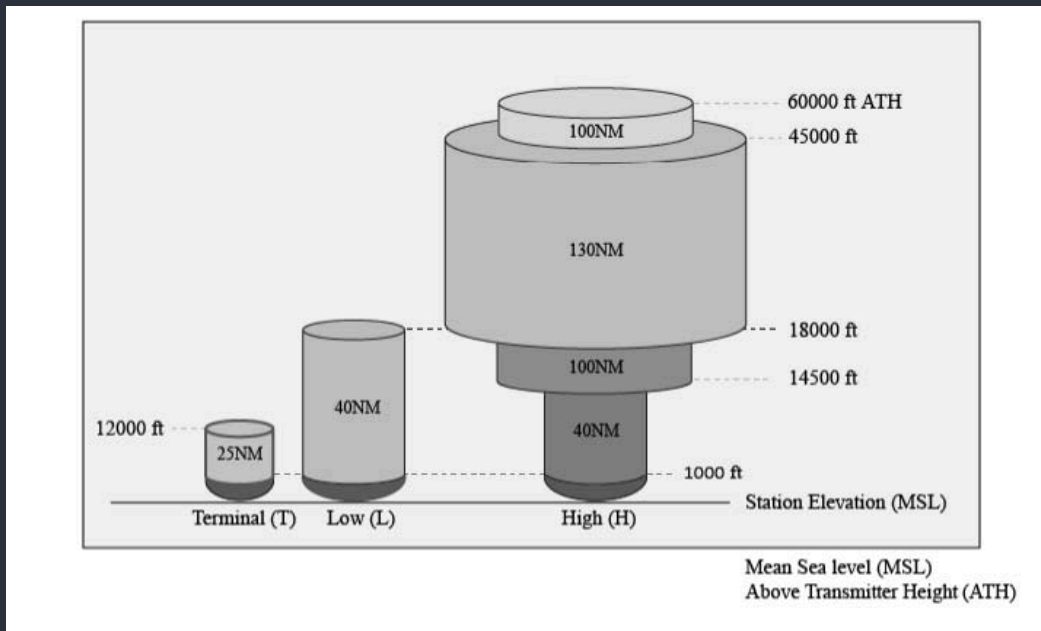 60000 ft ATH
100NM
45000 ft
130NM
18000 ft
100NM
14500 ft
40NM
12000 ft
40NM
25NM
1000 ft
Station Elevation (MSL)
Terminal (T) Low (L) High (H)
Mean Sea level (MSL)
Above Transmitter Height (ATH)